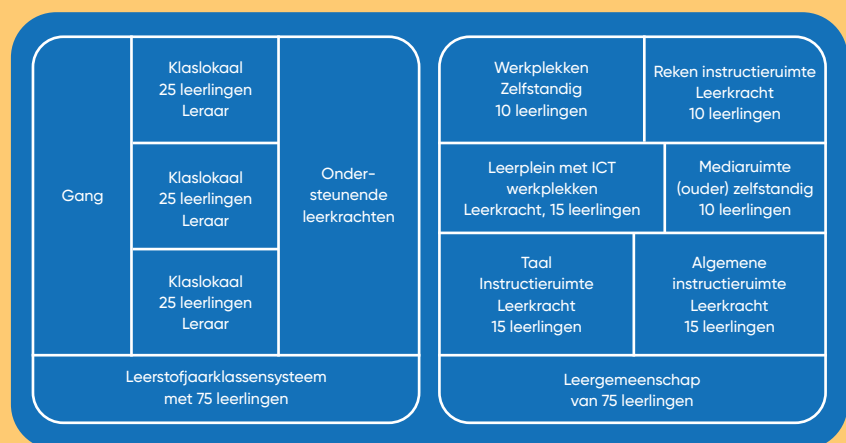 Gang
Klaslokaal
25 leerlingen
Leraar
Klaslokaal
25 leerlingen
Leraar
Klaslokaal
25 leerlingen
Leraar
Onder-
steunende
leerkrachten
Leerstofjaarklassensysteem
met 75 leerlingen
Werkplekken
Zelfstandig
10 leerlingen
Reken instructieruimte
Leerkracht
10 leerlingen
Leerplein met ICT
werkplekken
Leerkracht, 15 leerlingen
Mediaruimte
(ouder) zelfstandig
10 leerlingen
Taal
Instructieruimte
Leerkracht
15 leerlingen
Algemene
instructieruimte
Leerkracht
15 leerlingen
Leergemeenschap
van 75 leerlingen